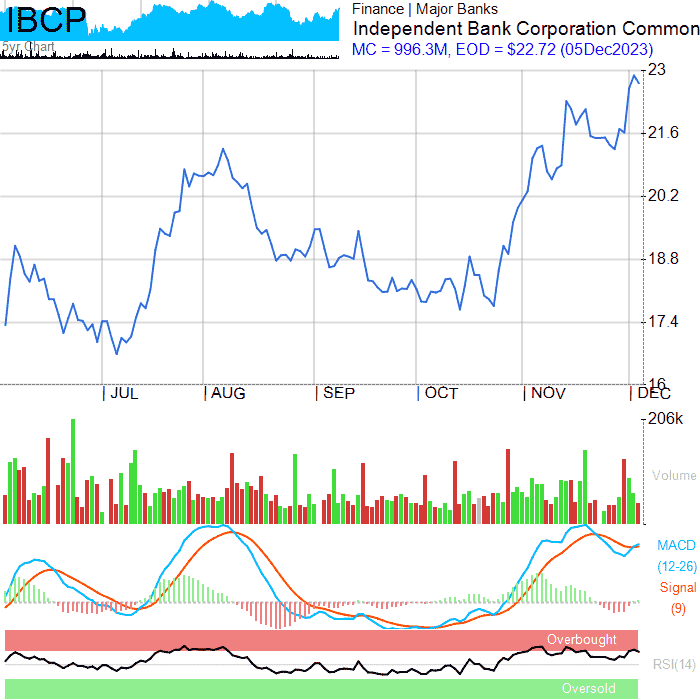 IBCP
5yr Chart
Finance | Major Banks
Independent Bank Corporation Common
MC = 996.3M, EOD = $22.72 (05Dec2023)
23
21.6
20.2
18.8
17.4
16
JUL AUG SEP OCT NOV DEC
206k
Volume
MACD
(12-26)
Signal
(9)
Overbought
RSI(14)
Oversold